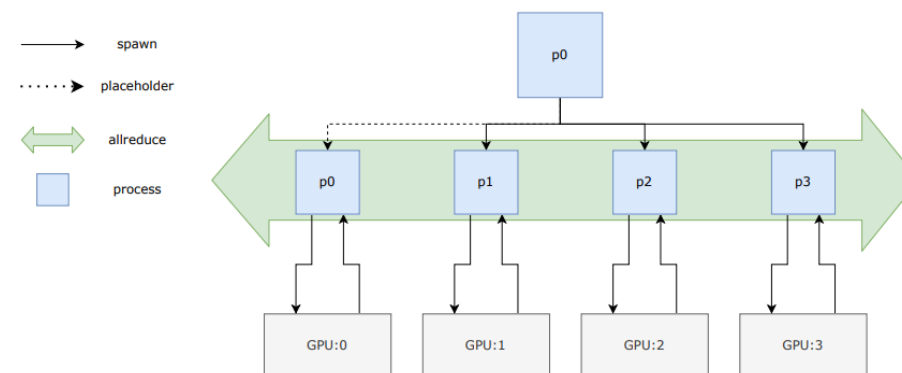 spawn
placeholder
allreduce
process
p0
p0
p1
p2
p3
GPU:0
GPU:1
GPU:2
GPU:3